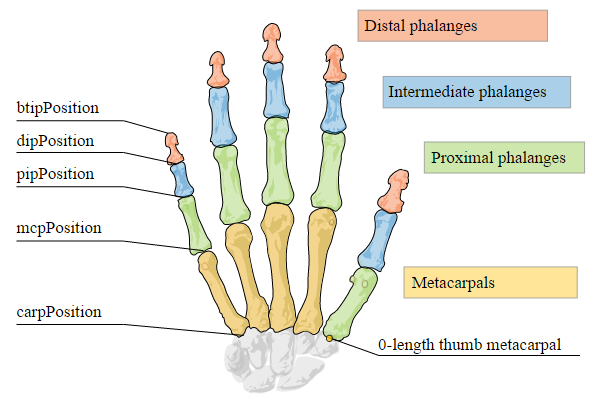 Distal phalanges
Intermediate phalanges
btipPosition
dipPosition
Proximal phalanges
pipPosition
mcpPosition
Metacarpals
carpPosition
0-length thumb metacarpal